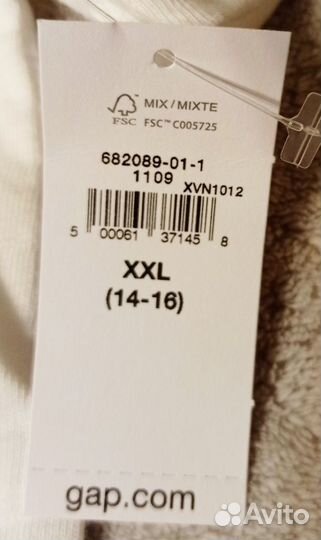 MIX / MIXTE
FSC FSC™ C005725
682089-01-1
1109 XVN1012
5 00061 37145 8
XXL
(14-16)
gap.com
Avito